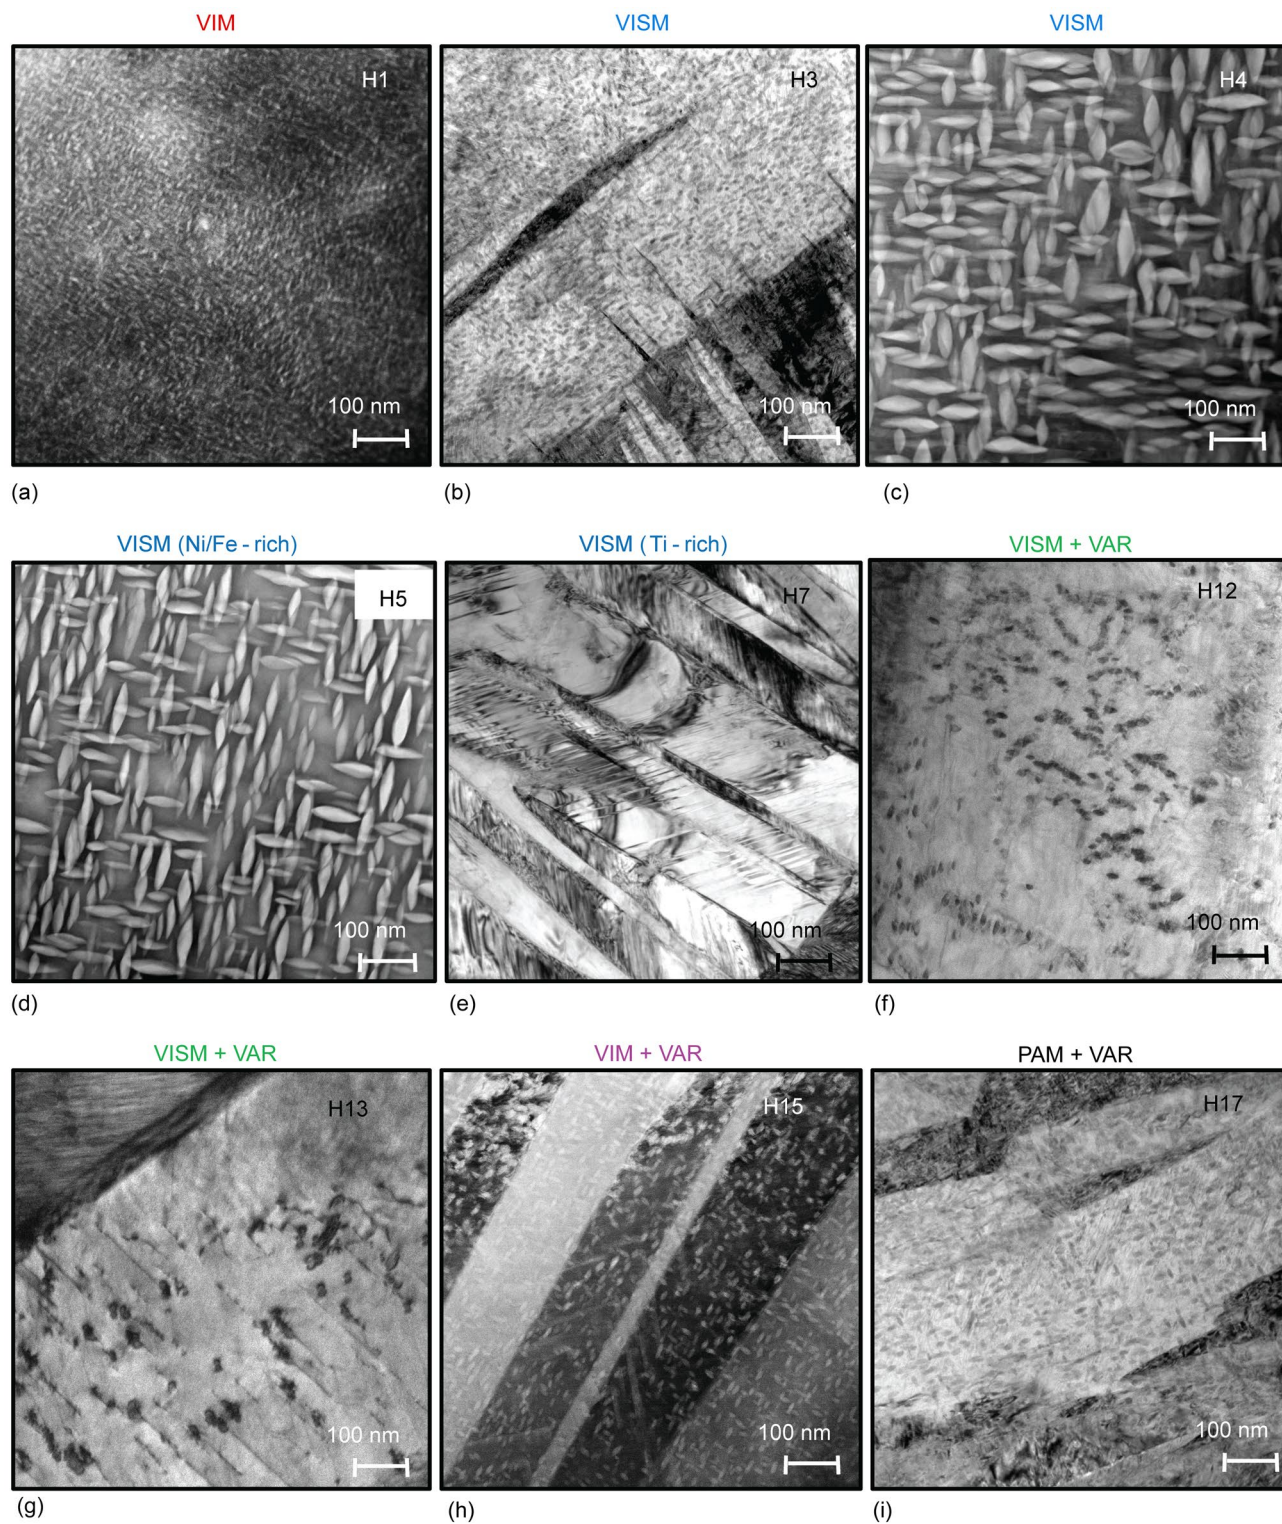 VIM
VISM
VISM
H1
H3
H4
100 nm
100 nm
100 nm
(a)
(b)
(c)
VISM (Ni/Fe - rich)
VISM ( Ti - rich)
VISM + VAR
H5
H7
H12
100 nm
100 nm
100 nm
(d)
(e)
(f)
VISM + VAR
VIM + VAR
PAM + VAR
H13
H15
H17
100 nm
100 nm
100 nm
(g)
(h)
(i)